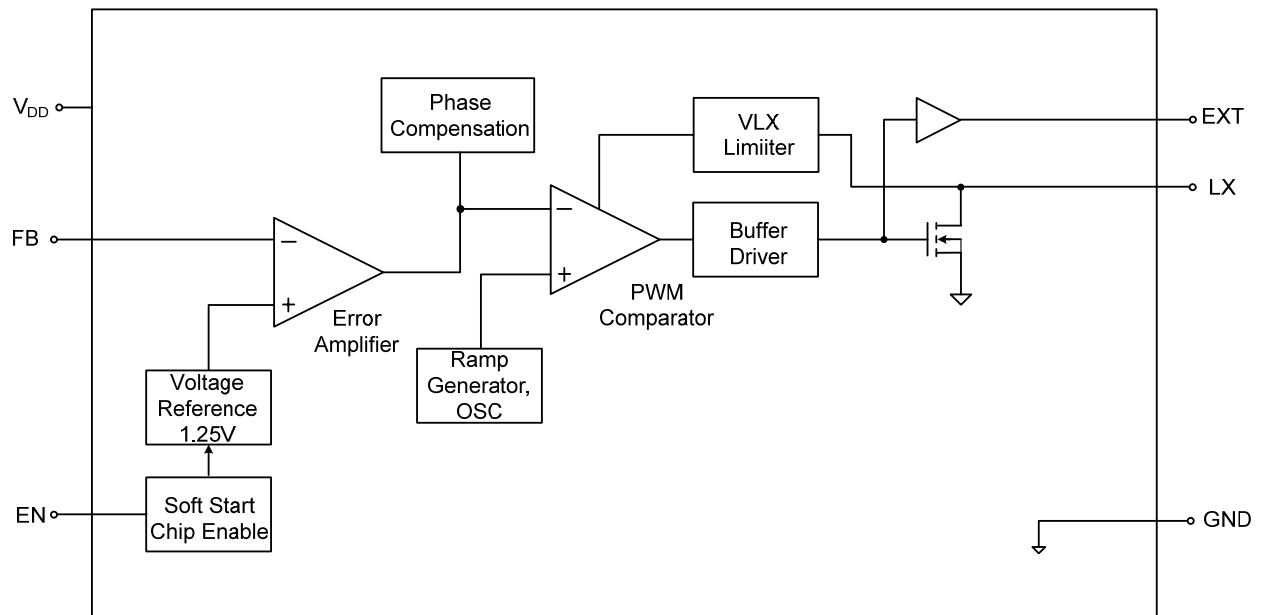 V_DD
FB
EN
Phase
Compensation
VLX
Limiiter
EXT
LX
−
+
Error
Amplifier
−
+
PWM
Comparator
Buffer
Driver
Ramp
Generator,
OSC
Voltage
Reference
1.25V
Soft Start
Chip Enable
GND